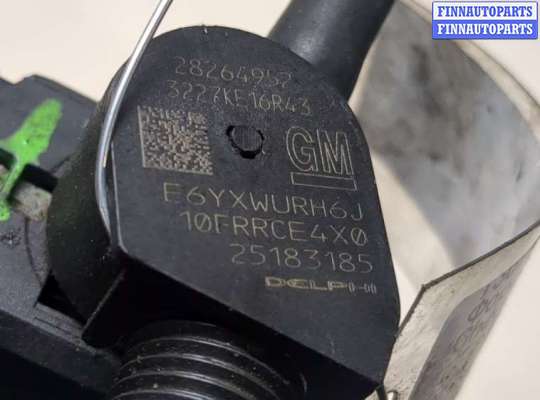 FINNAUTOPARTS
FINNAUTOPARTS
28264952
3227KE16R43
GM
E6YXWURH6J
10FRRCE4X0
25183185
DELPHI